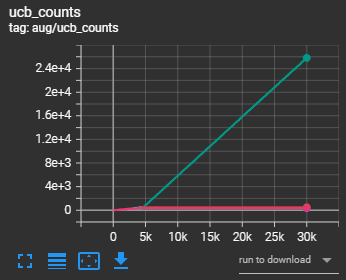 ucb_counts
tag: aug/ucb_counts
2.4e+4
2e+4
1.6e+4
1.2e+4
8e+3
4e+3
0
0 5k 10k 15k 20k 25k 30k
run to download